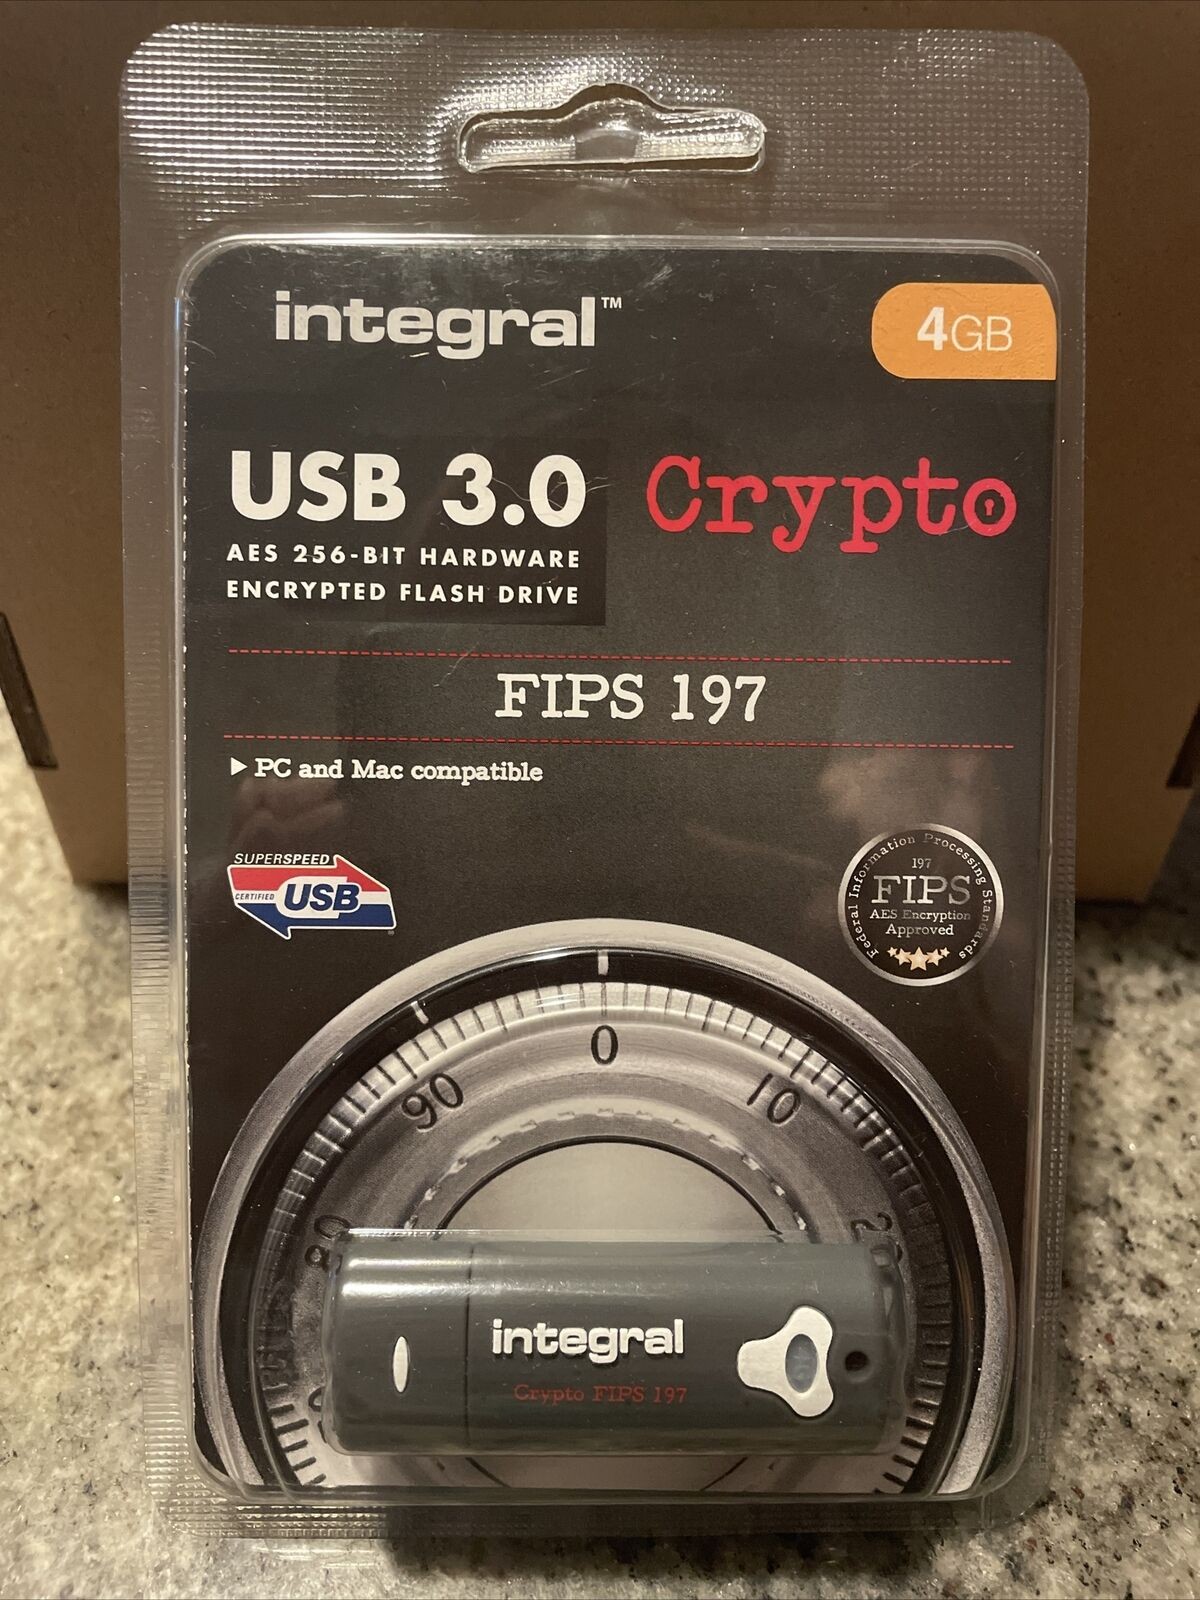 integral™
4GB
USB 3.0
Crypto
AES 256-BIT HARDWARE
ENCRYPTED FLASH DRIVE
FIPS 197
PC and Mac compatible
SUPERSPEED
CERTIFIED USB
Federal Information Processing Standards
197
FIPS
AES Encryption
Approved
0
90
10
80
integral
Crypto FIPS 197